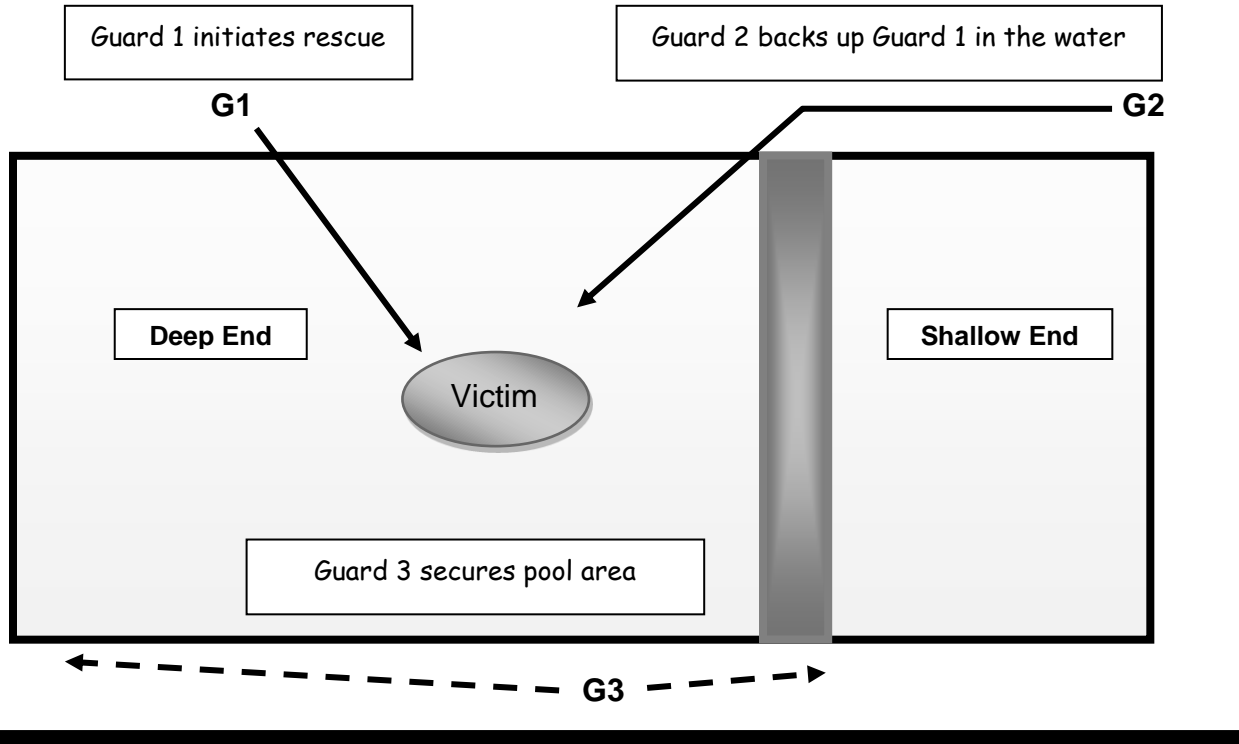 Guard 1 initiates rescue
Guard 2 backs up Guard 1 in the water
G1
G2
Deep End
Shallow End
Victim
Guard 3 secures pool area
G3